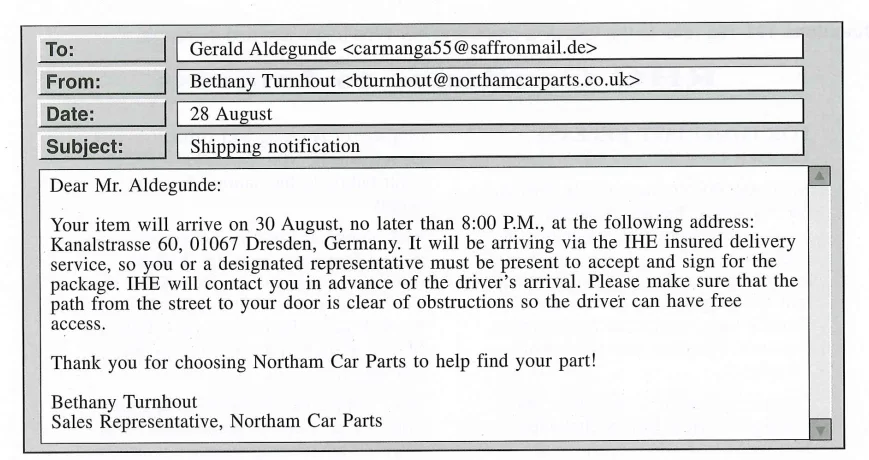 To: Gerald Aldegunde <carmanga55@saffronmail.de>
From: Bethany Turnhout <bturnhout@northamcarparts.co.uk>
Date: 28 August
Subject: Shipping notification
Dear Mr. Aldegunde:
Your item will arrive on 30 August, no later than 8:00 P.M., at the following address:
Kanalstrasse 60, 01067 Dresden, Germany. It will be arriving via the IHE insured delivery
service, so you or a designated representative must be present to accept and sign for the
package. IHE will contact you in advance of the driver's arrival. Please make sure that the
path from the street to your door is clear of obstructions so the driver can have free
access.
Thank you for choosing Northam Car Parts to help find your part!
Bethany Turnhout
Sales Representative, Northam Car Parts